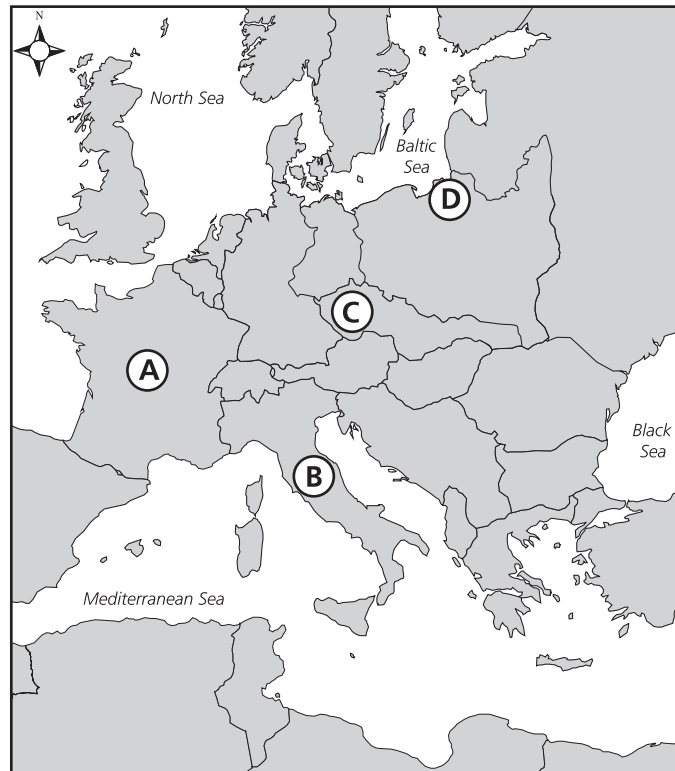 N
North Sea
Baltic
Sea
D
C
A
Black
Sea
B
Mediterranean Sea